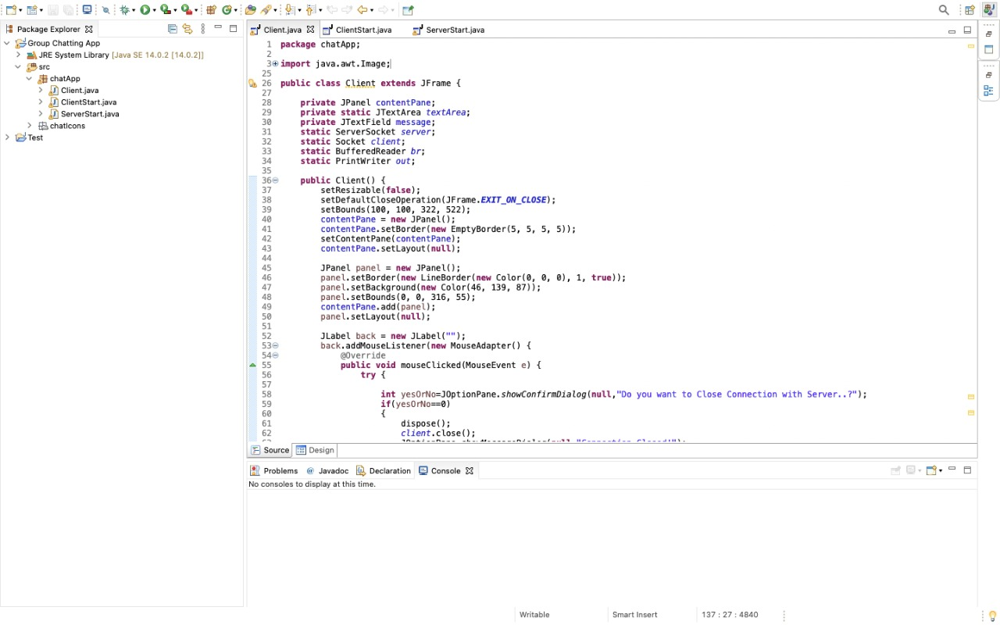 Package Explorer
Group Chatting App
JRE System Library [Java SE 14.0.2 [14.0.2]]
src
chatApp
Client.java
ClientStart.java
ServerStart.java
chatIcons
Test
Client.java
ClientStart.java
ServerStart.java
1 package chatApp;
2
3 import java.awt.Image;
25
26 public class Client extends JFrame {
27
28 private JPanel contentPane;
29 private static JTextArea textArea;
30 private JTextField message;
31 static ServerSocket server;
32 static Socket client;
33 static BufferedReader br;
34 static PrintWriter out;
35
36 public Client() {
37 setResizable(false);
38 setDefaultCloseOperation(JFrame.EXIT_ON_CLOSE);
39 setBounds(100, 100, 322, 522);
40 contentPane = new JPanel();
41 contentPane.setBorder(new EmptyBorder(5, 5, 5, 5));
42 setContentPane(contentPane);
43 contentPane.setLayout(null);
44
45 JPanel panel = new JPanel();
46 panel.setBorder(new LineBorder(new Color(0, 0, 0), 1, true));
47 panel.setBackground(new Color(46, 139, 87));
48 panel.setBounds(0, 0, 316, 55);
49 contentPane.add(panel);
50 panel.setLayout(null);
51
52 JLabel back = new JLabel("");
53 back.addMouseListener(new MouseAdapter() {
54 @Override
55 public void mouseClicked(MouseEvent e) {
56 try {
57
58 int yesOrNo=JOptionPane.showConfirmDialog(null,"Do you want to Close Connection with Server..?");
59 if(yesOrNo==0)
60 {
61 dispose();
62 client.close();
Source
Design
Problems
Javadoc
Declaration
Console
No consoles to display at this time.
Writable
Smart Insert
137 : 27 : 4840